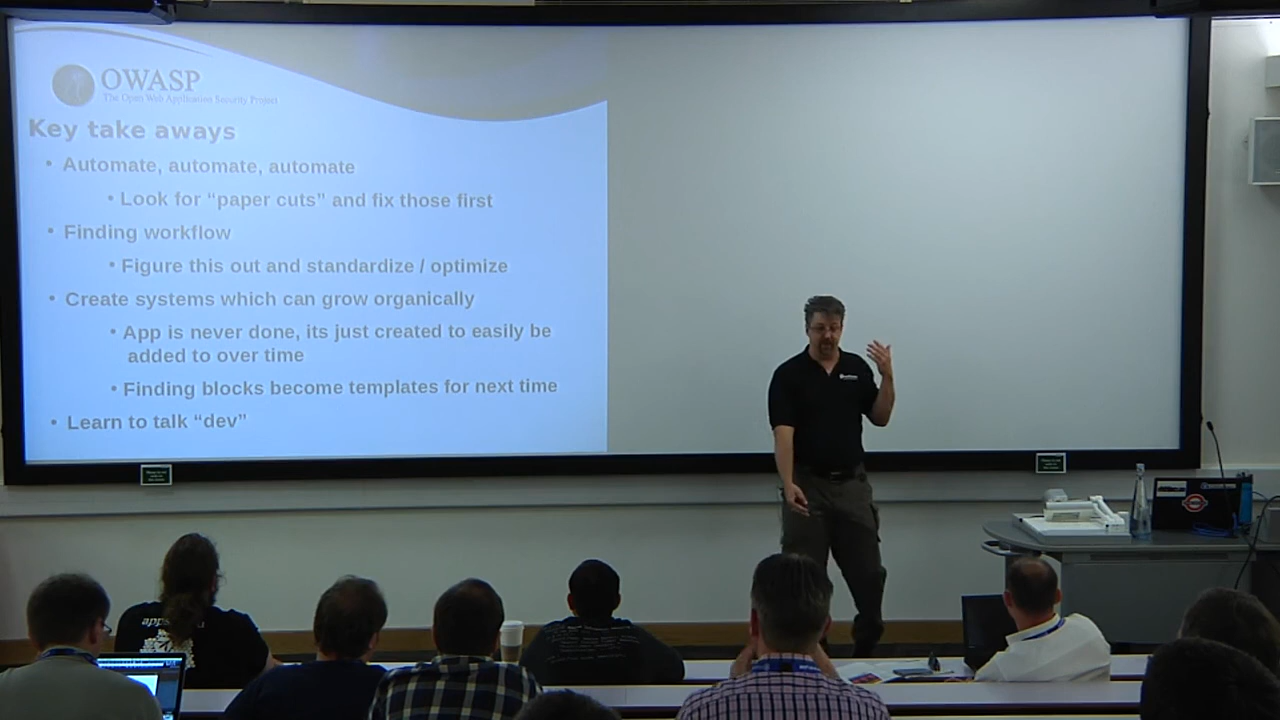 OWASP
The Open Web Application Security Project
Key take aways
• Automate, automate, automate
• Look for “paper cuts” and fix those first
• Finding workflow
• Figure this out and standardize / optimize
• Create systems which can grow organically
• App is never done, its just created to easily be
added to over time
• Finding blocks become templates for next time
• Learn to talk “dev”